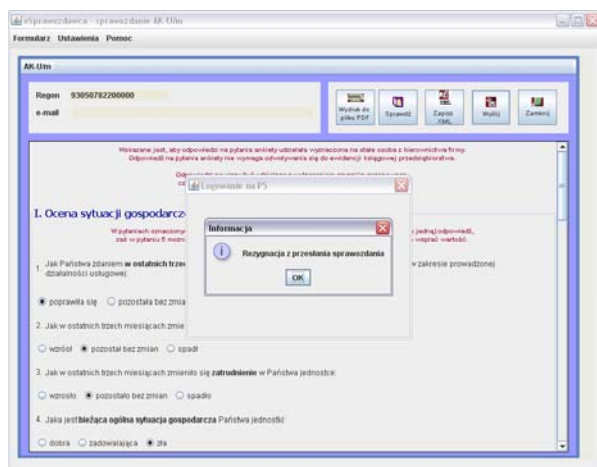 eSprawozdawca - sprawozdanie AK-U/m
Formularz Ustawienia Pomoc
AK-U/m
Regon 93050782200000
e-mail
Wydruk do pliku PDF
Sprawdź
Zapisz XML
Wyślij
Zamknij
Wskazane jest, aby odpowiedzi na pytania ankiety udzielała wyznaczona na stałe osoba z kierownictwa firmy.
Odpowiedź na pytania ankiety nie wymaga odwoływania się do ewidencji księgowej przedsiębiorstwa.
Logowanie na PS
I. Ocena sytuacji gospodarcz
W pytaniach
jedną) odpowiedź,
zaś w pytaniu 5
wpisać wartość.
Informacja
Rezygnacja z przesłania sprawozdania
OK
1. Jak Państwa zdaniem w ostatnich trzec
w zakresie prowadzonej
działalności usługowej:
poprawiła się pozostała bez zmia
2. Jak w ostatnich trzech miesiącach zmie
wzrósł pozostał bez zmian spadł
3. Jak w ostatnich trzech miesiącach zmieniło się zatrudnienie w Państwa jednostce:
wzrosło pozostało bez zmian spadło
4. Jaka jest bieżąca ogólna sytuacja gospodarcza Państwa jednostki:
dobra zadowalająca zła